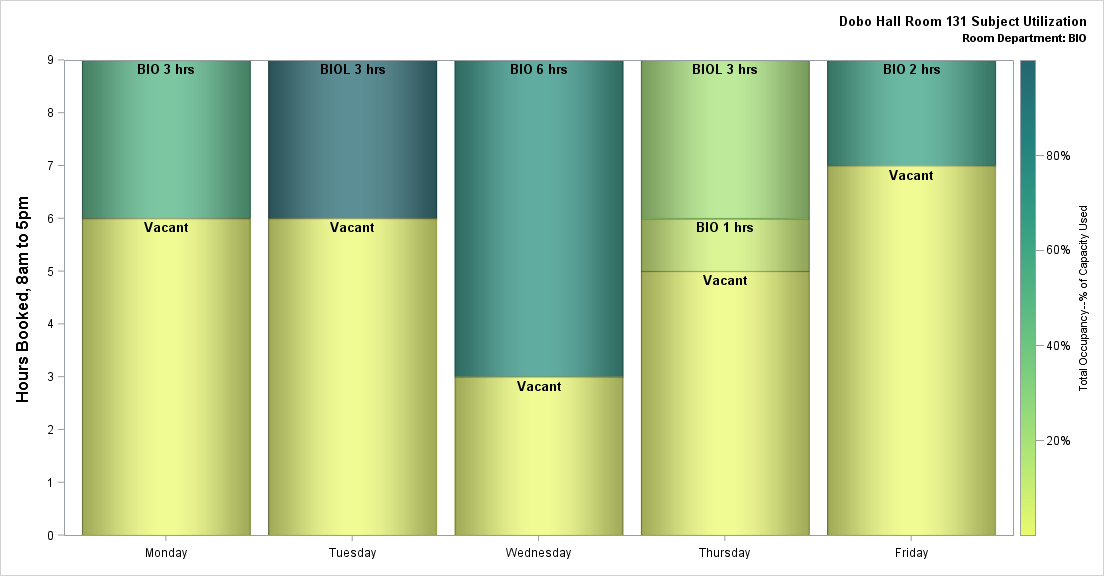 Dobo Hall Room 131 Subject Utilization
Room Department: BIO
Hours Booked, 8am to 5pm
9
8
7
6
5
4
3
2
1
0
BIO 3 hrs
Vacant
BIOL 3 hrs
Vacant
BIO 6 hrs
Vacant
BIOL 3 hrs
BIO 1 hrs
Vacant
BIO 2 hrs
Vacant
Monday
Tuesday
Wednesday
Thursday
Friday
80%
60%
40%
20%
Total Occupancy--% of Capacity Used